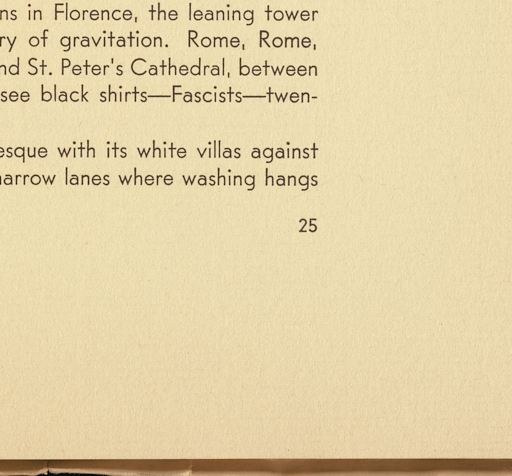 ns in Florence, the leaning tower
ry of gravitation. Rome, Rome,
nd St. Peter's Cathedral, between
see black shirts—Fascists—twen-
esque with its white villas against
narrow lanes where washing hangs
25